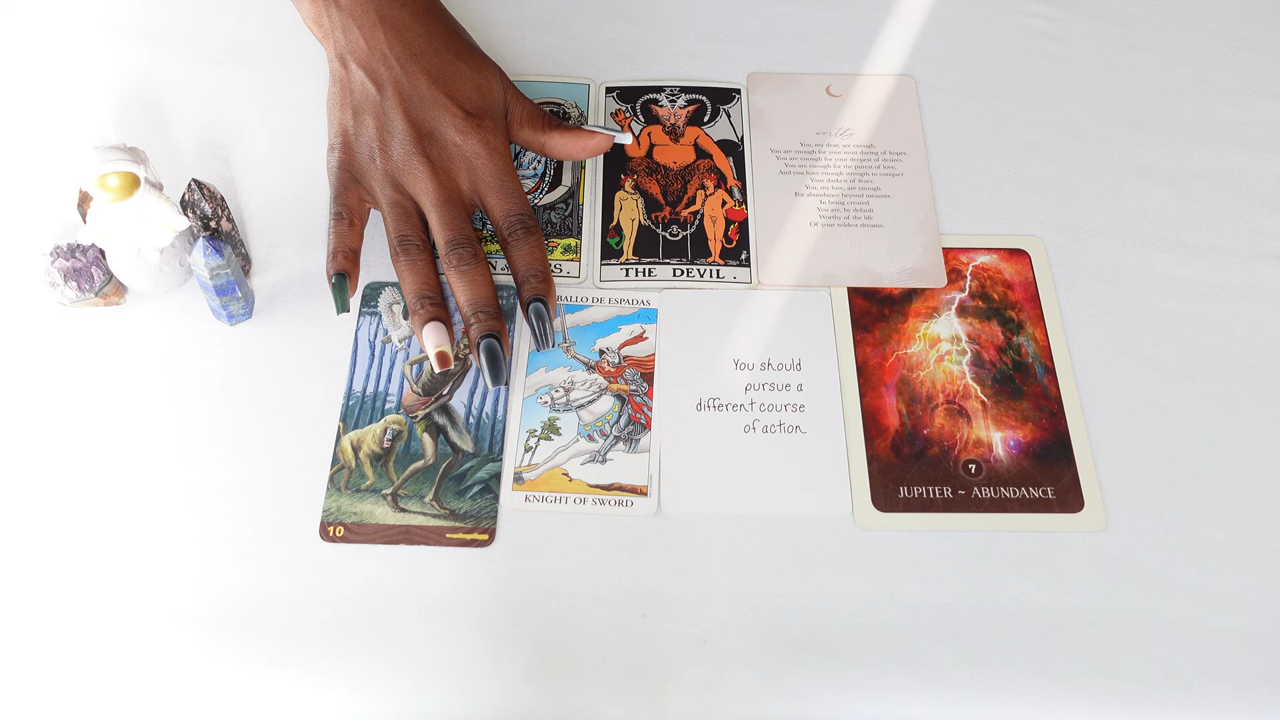 XV
THE DEVIL.
worthy
You, my dear, are enough.
You are enough for your most daring of hopes.
You are enough for your deepest of desires.
You are enough for the purest of love.
And you have enough strength to conquer
Your darkest of fears.
You, my love, are enough
For abundance beyond measure.
In being created
You are, by default
Worthy of the life
Of your wildest dreams.
10
BALLO DE ESPADAS
KNIGHT OF SWORD
You should
pursue a
different course
of action.
7
JUPITER ~ ABUNDANCE